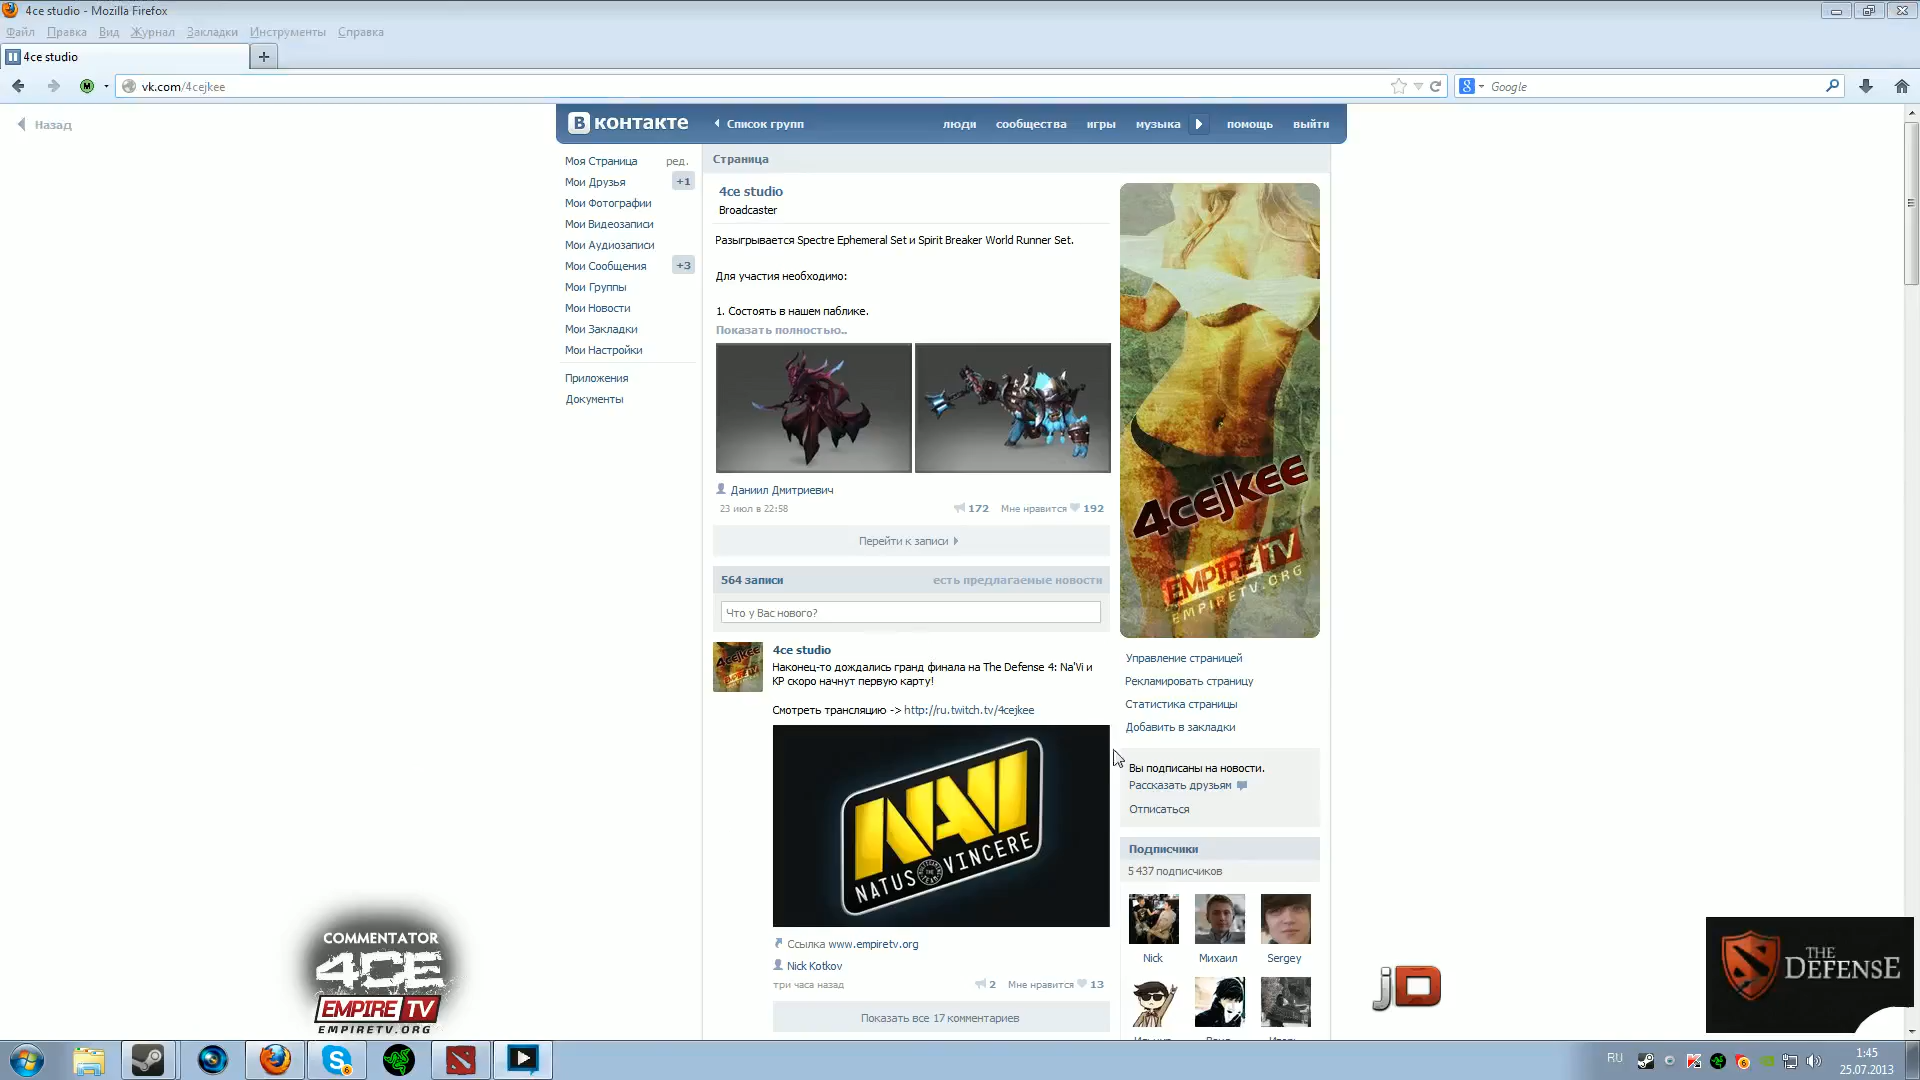 4ce studio - Mozilla Firefox
Файл Правка Вид Журнал Закладки Инструменты Справка
4ce studio
vk.com/4cejkee
Google
Назад
В контакте
Список групп
люди сообщества игры музыка помощь выйти
Моя Страница ред.
Мои Друзья +1
Мои Фотографии
Мои Видеозаписи
Мои Аудиозаписи
Мои Сообщения +3
Мои Группы
Мои Новости
Мои Закладки
Мои Настройки
Приложения
Документы
Страница
4ce studio
Broadcaster
Разыгрывается Spectre Ephemeral Set и Spirit Breaker World Runner Set.
Для участия необходимо:
1. Состоять в нашем паблике.
Показать полностью..
Даниил Дмитриевич
23 июл в 22:58
172 Мне нравится 192
Перейти к записи
564 записи
есть предлагаемые новости
Что у Вас нового?
4ce studio
Наконец-то дождались гранд финала на The Defense 4: Na'Vi и
КР скоро начнут первую карту!
Смотреть трансляцию -> http://ru.twitch.tv/4cejkee
NAVI
NATUS VINCERE
Ссылка www.empiretv.org
Nick Kotkov
три часа назад
2 Мне нравится 13
Показать все 17 комментариев
4cejkee
EMPIRE TV
EMPIRETV.ORG
Управление страницей
Рекламировать страницу
Статистика страницы
Добавить в закладки
Вы подписаны на новости.
Рассказать друзьям
Отписаться
Подписчики
5 437 подписчиков
Nick Михаил Sergey
COMMENTATOR
4CE
EMPIRE TV
EMPIRETV.ORG
jD
THE
DEFENSE
RU
1:45
25.07.2013